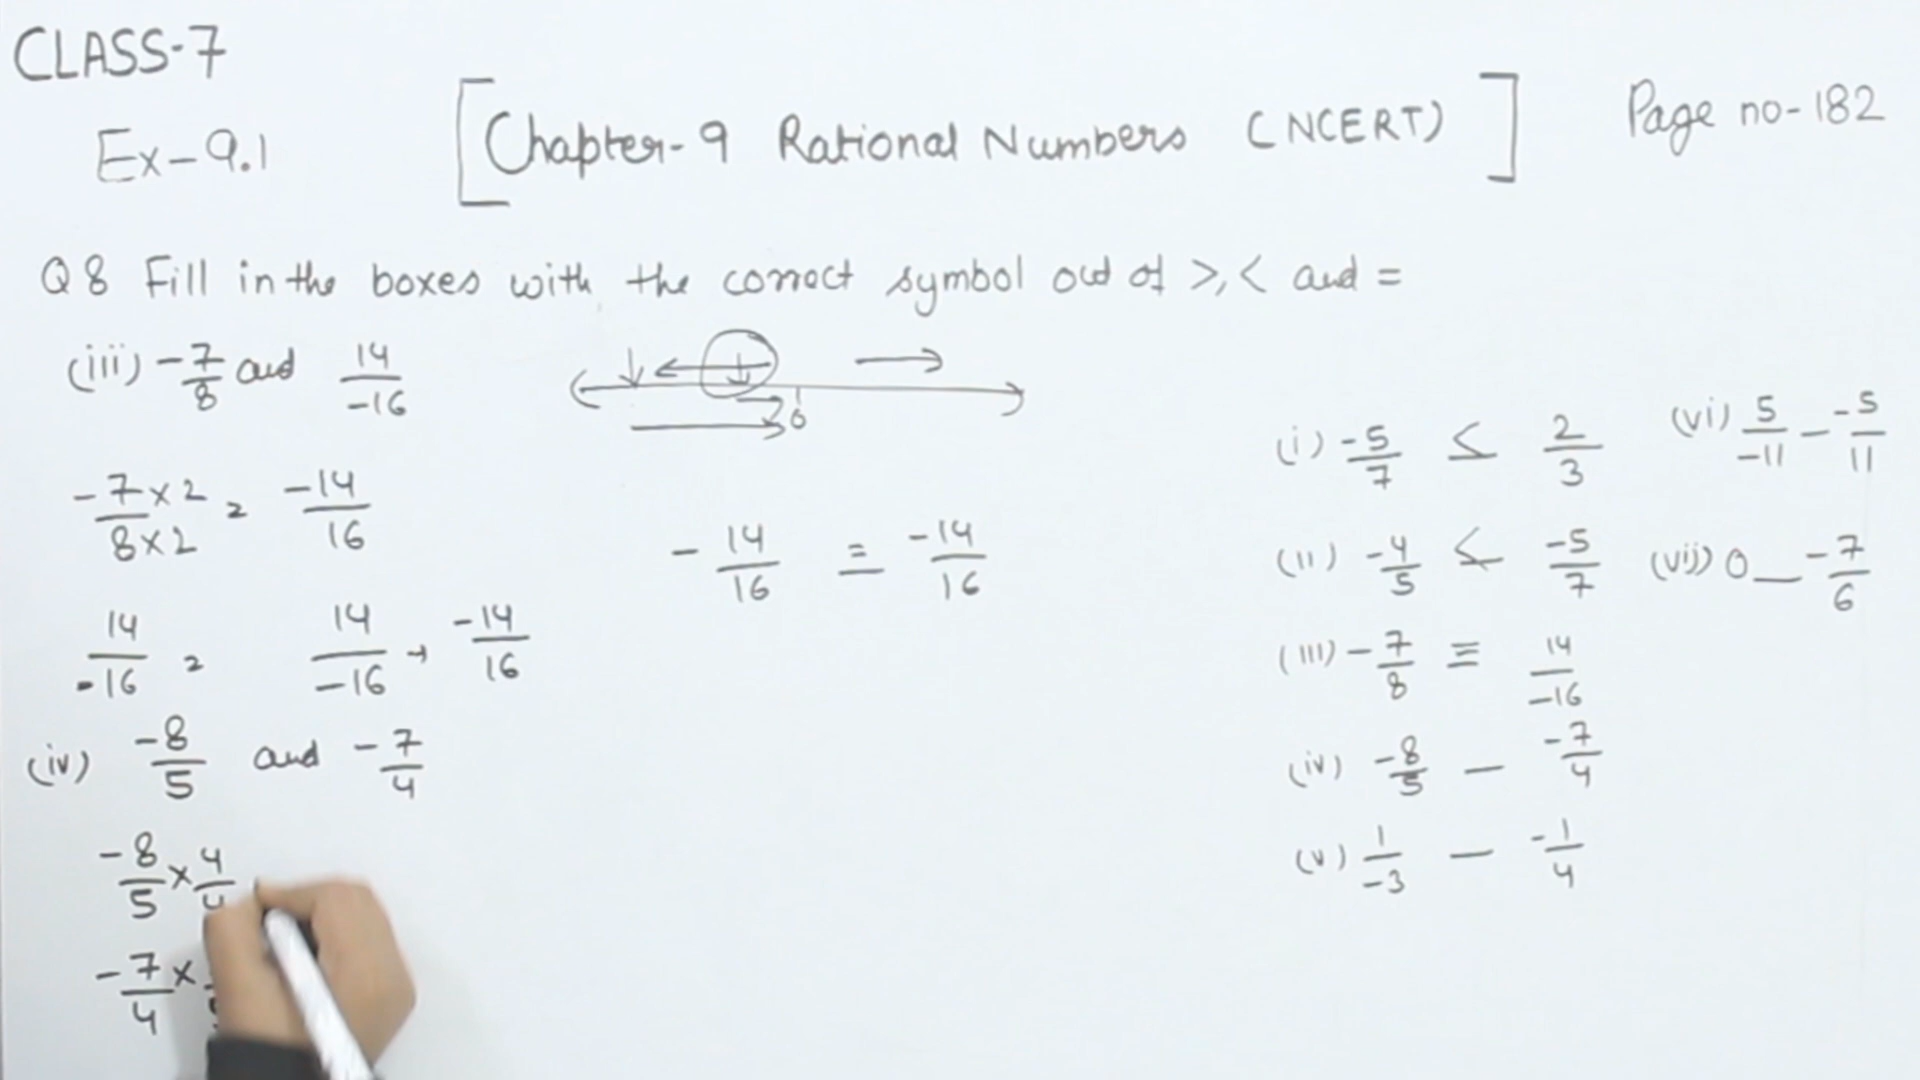 CLASS-7
Ex-9.1
[Chapter-9 Rational Numbers (NCERT)]
Page no-182
Q8 Fill in the boxes with the correct symbol out of >, < and =
(iii) -7/8 and 14/-16
0
-7×2/8×2 = -14/16
-14/16 = -14/16
14/-16 = 14/-16 → -14/16
(iv) -8/5 and -7/4
-8/5 × 4/4
-7/4 ×
(i) -5/7 < 2/3
(ii) -4/5 < -5/7
(iii) -7/8 = 14/-16
(iv) -8/5 _ -7/4
(v) 1/-3 _ -1/4
(vi) 5/-11 _ -5/11
(vii) 0 _ -7/6